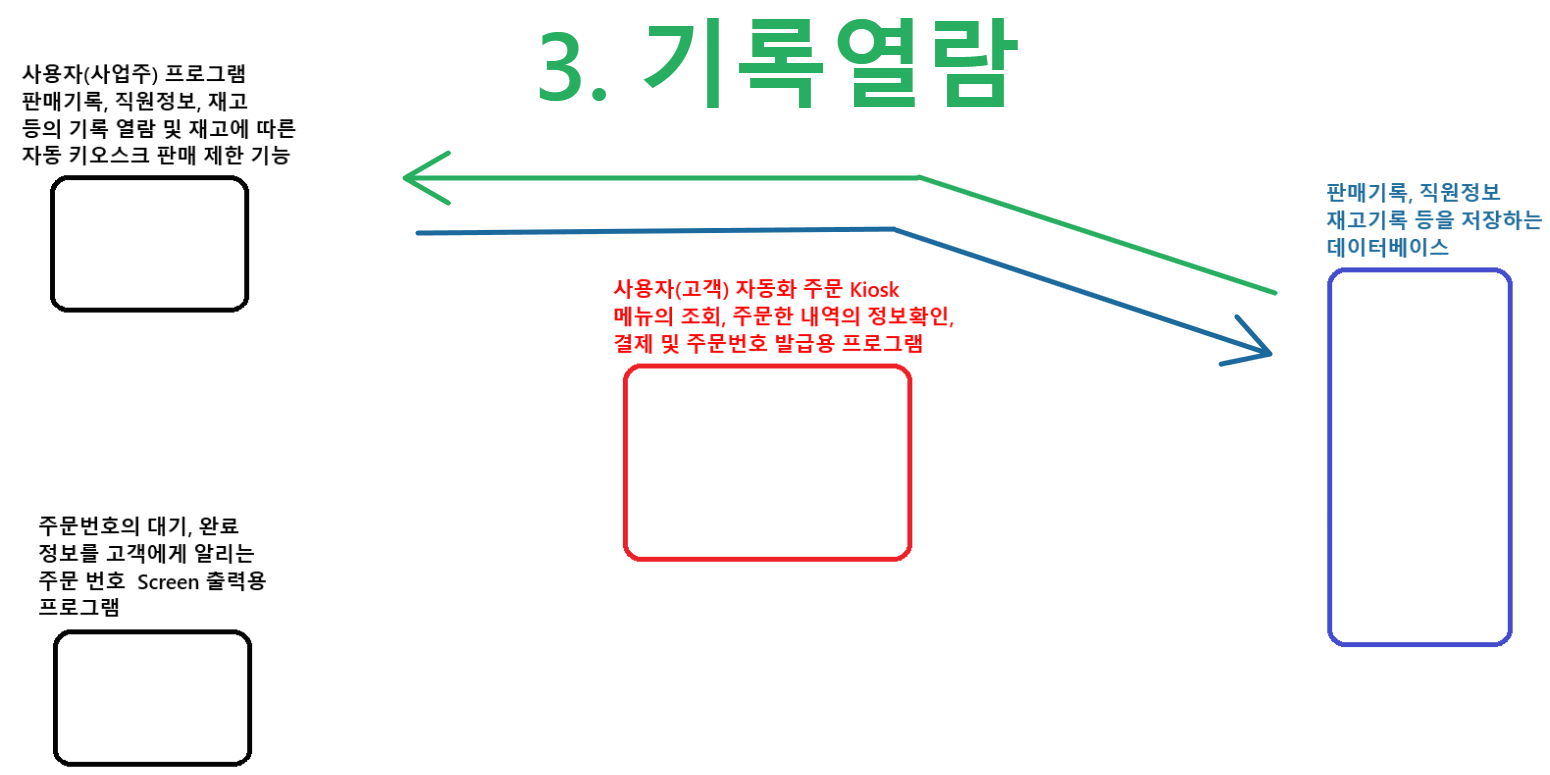 3. 기록열람
사용자(사업주) 프로그램
판매기록, 직원정보, 재고
등의 기록 열람 및 재고에 따른
자동 키오스크 판매 제한 기능
판매기록, 직원정보
재고기록 등을 저장하는
데이터베이스
사용자(고객) 자동화 주문 Kiosk
메뉴의 조회, 주문한 내역의 정보확인,
결제 및 주문번호 발급용 프로그램
주문번호의 대기, 완료
정보를 고객에게 알리는
주문 번호  Screen 출력용
프로그램